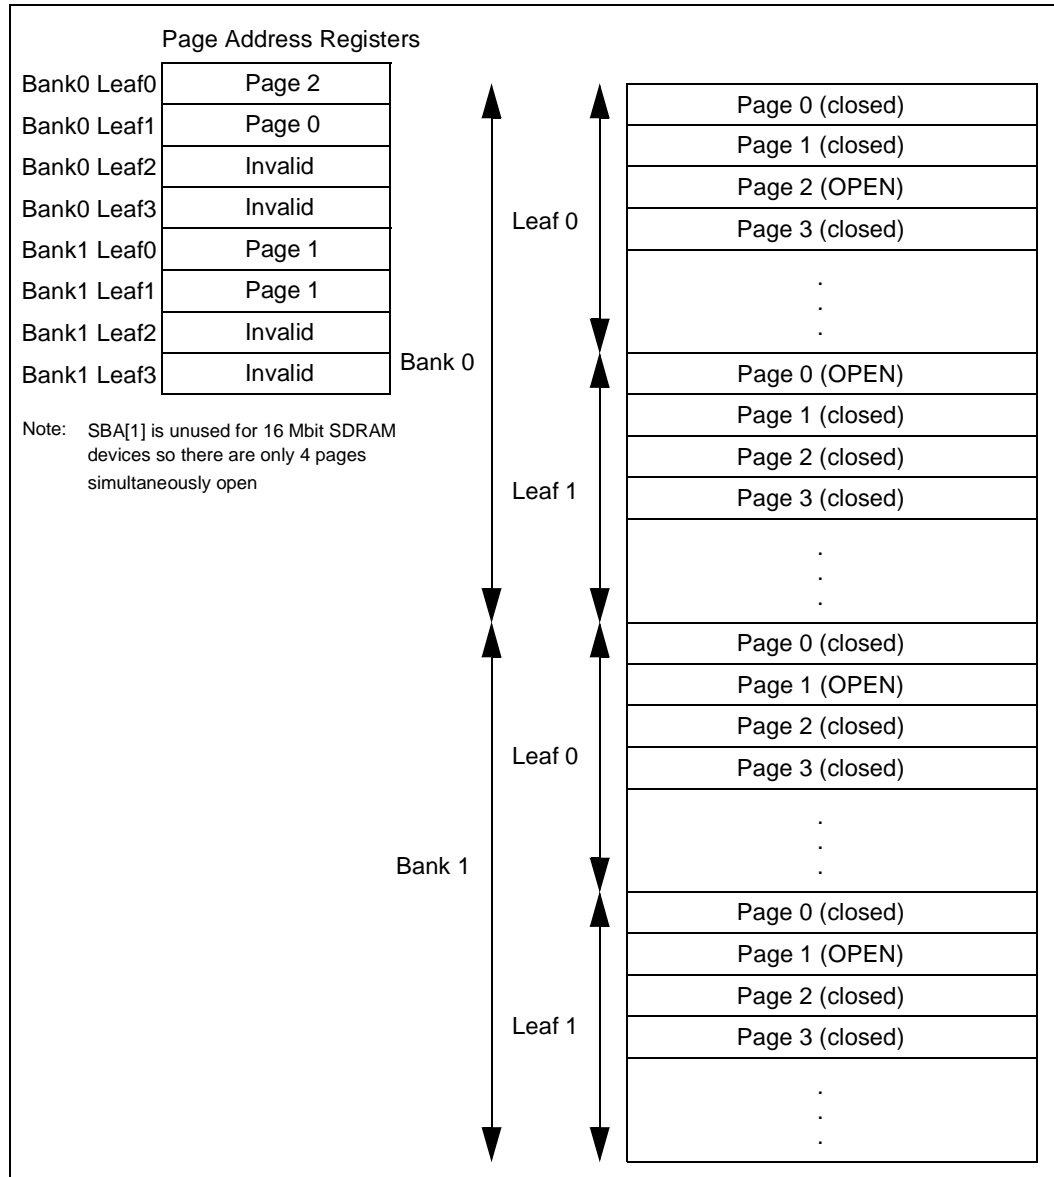 Page Address Registers
Bank0 Leaf0 Page 2
Bank0 Leaf1 Page 0
Bank0 Leaf2 Invalid
Bank0 Leaf3 Invalid
Bank1 Leaf0 Page 1
Bank1 Leaf1 Page 1
Bank1 Leaf2 Invalid
Bank1 Leaf3 Invalid
Note: SBA[1] is unused for 16 Mbit SDRAM
devices so there are only 4 pages
simultaneously open
Bank 0
Leaf 0
Page 0 (closed)
Page 1 (closed)
Page 2 (OPEN)
Page 3 (closed)
.
.
.
Leaf 1
Page 0 (OPEN)
Page 1 (closed)
Page 2 (closed)
Page 3 (closed)
.
.
.
Bank 1
Leaf 0
Page 0 (closed)
Page 1 (OPEN)
Page 2 (closed)
Page 3 (closed)
.
.
.
Leaf 1
Page 0 (closed)
Page 1 (OPEN)
Page 2 (closed)
Page 3 (closed)
.
.
.